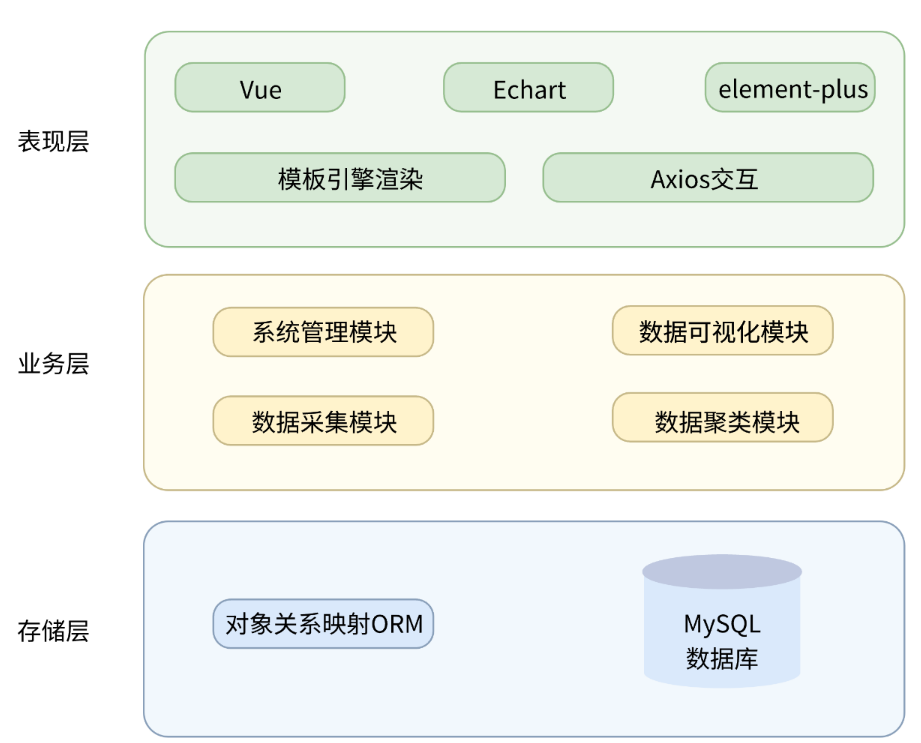 表现层
Vue
Echart
element-plus
模板引擎渲染
Axios交互
业务层
系统管理模块
数据可视化模块
数据采集模块
数据聚类模块
存储层
对象关系映射ORM
MySQL
数据库